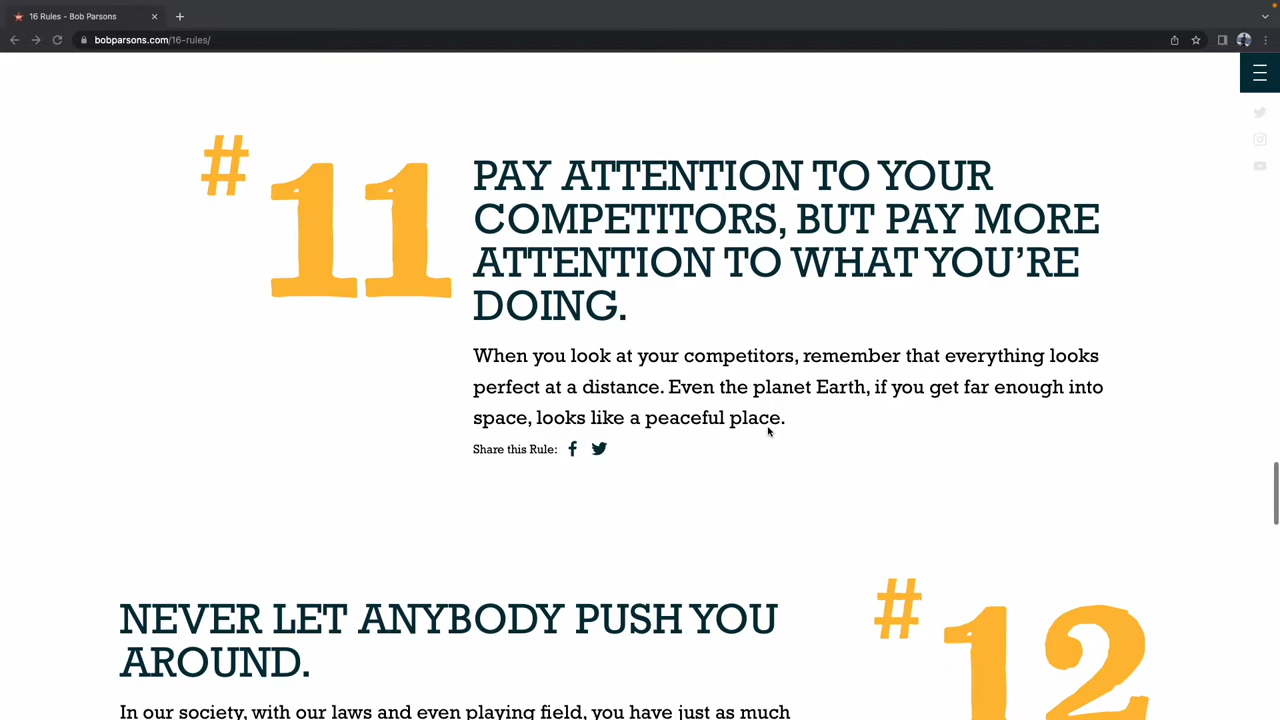 16 Rules - Bob Parsons
bobparsons.com/16-rules/
#11
PAY ATTENTION TO YOUR
COMPETITORS, BUT PAY MORE
ATTENTION TO WHAT YOU’RE
DOING.
When you look at your competitors, remember that everything looks
perfect at a distance. Even the planet Earth, if you get far enough into
space, looks like a peaceful place.
Share this Rule:
#12
NEVER LET ANYBODY PUSH YOU
AROUND.
In our society, with our laws and even playing field, you have just as much